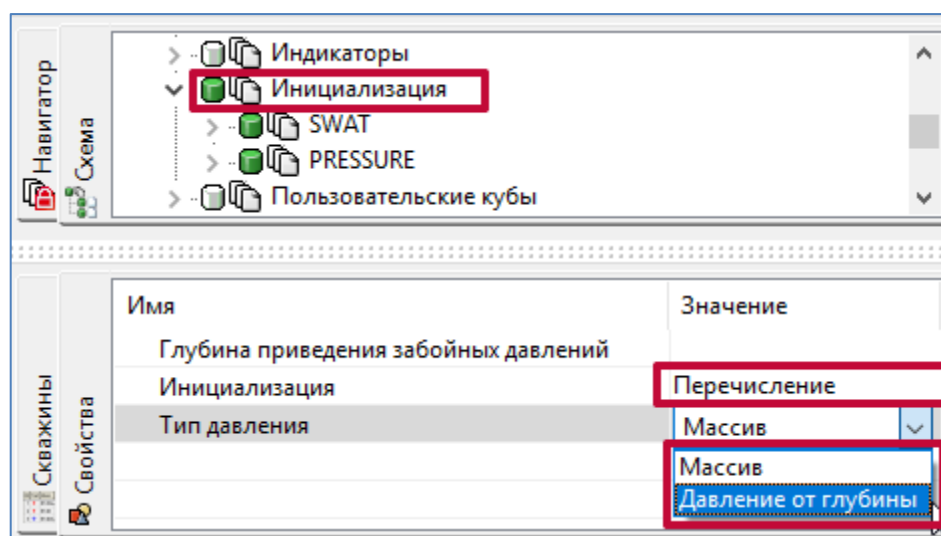 Навигатор
Схема
Индикаторы
Инициализация
SWAT
PRESSURE
Пользовательские кубы
Скважины
Свойства
Имя Значение
Глубина приведения забойных давлений
Инициализация Перечисление
Тип давления Массив
Массив
Давление от глубины